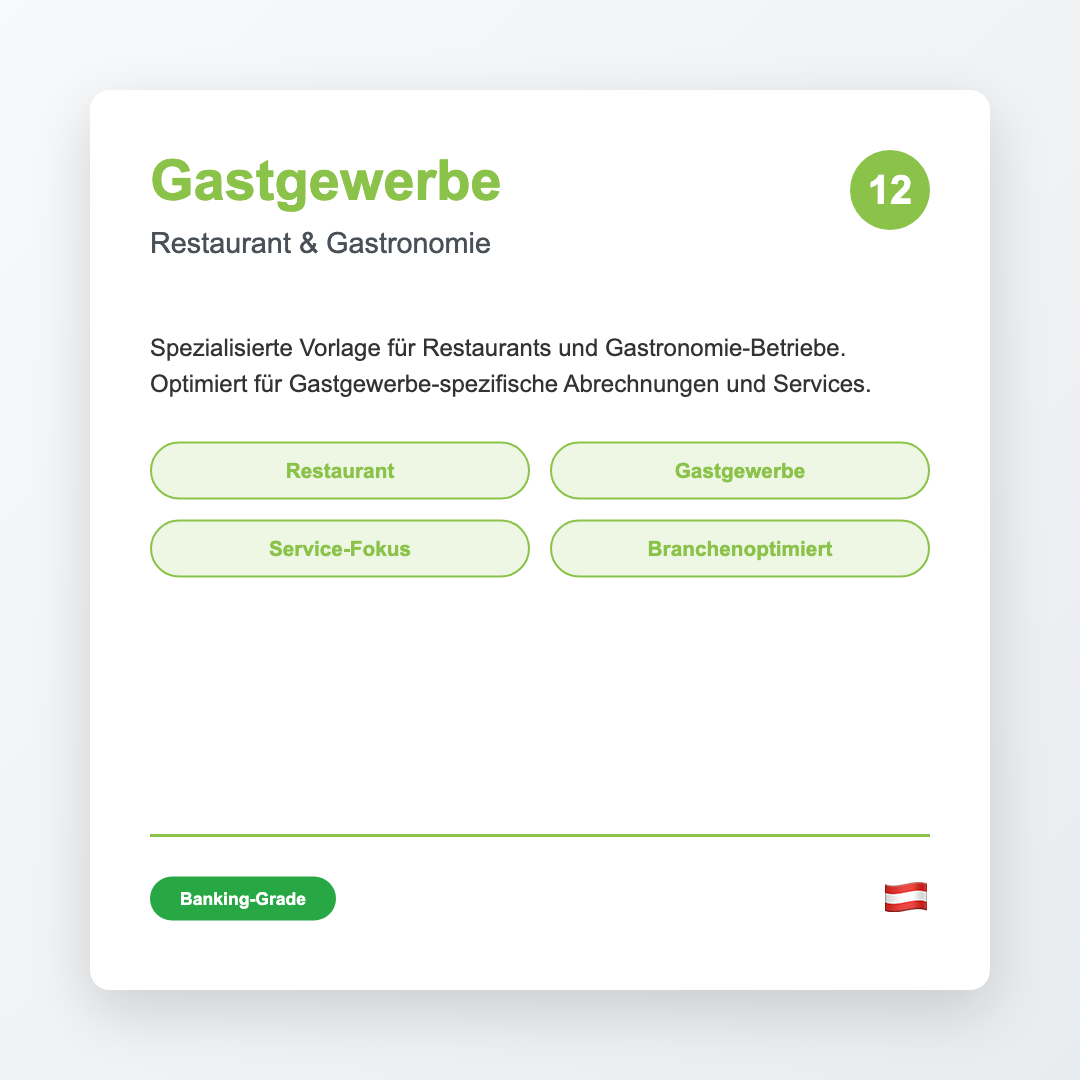 Gastgewerbe
12
Restaurant & Gastronomie
Spezialisierte Vorlage für Restaurants und Gastronomie-Betriebe.
Optimiert für Gastgewerbe-spezifische Abrechnungen und Services.
Restaurant
Gastgewerbe
Service-Fokus
Branchenoptimiert
Banking-Grade